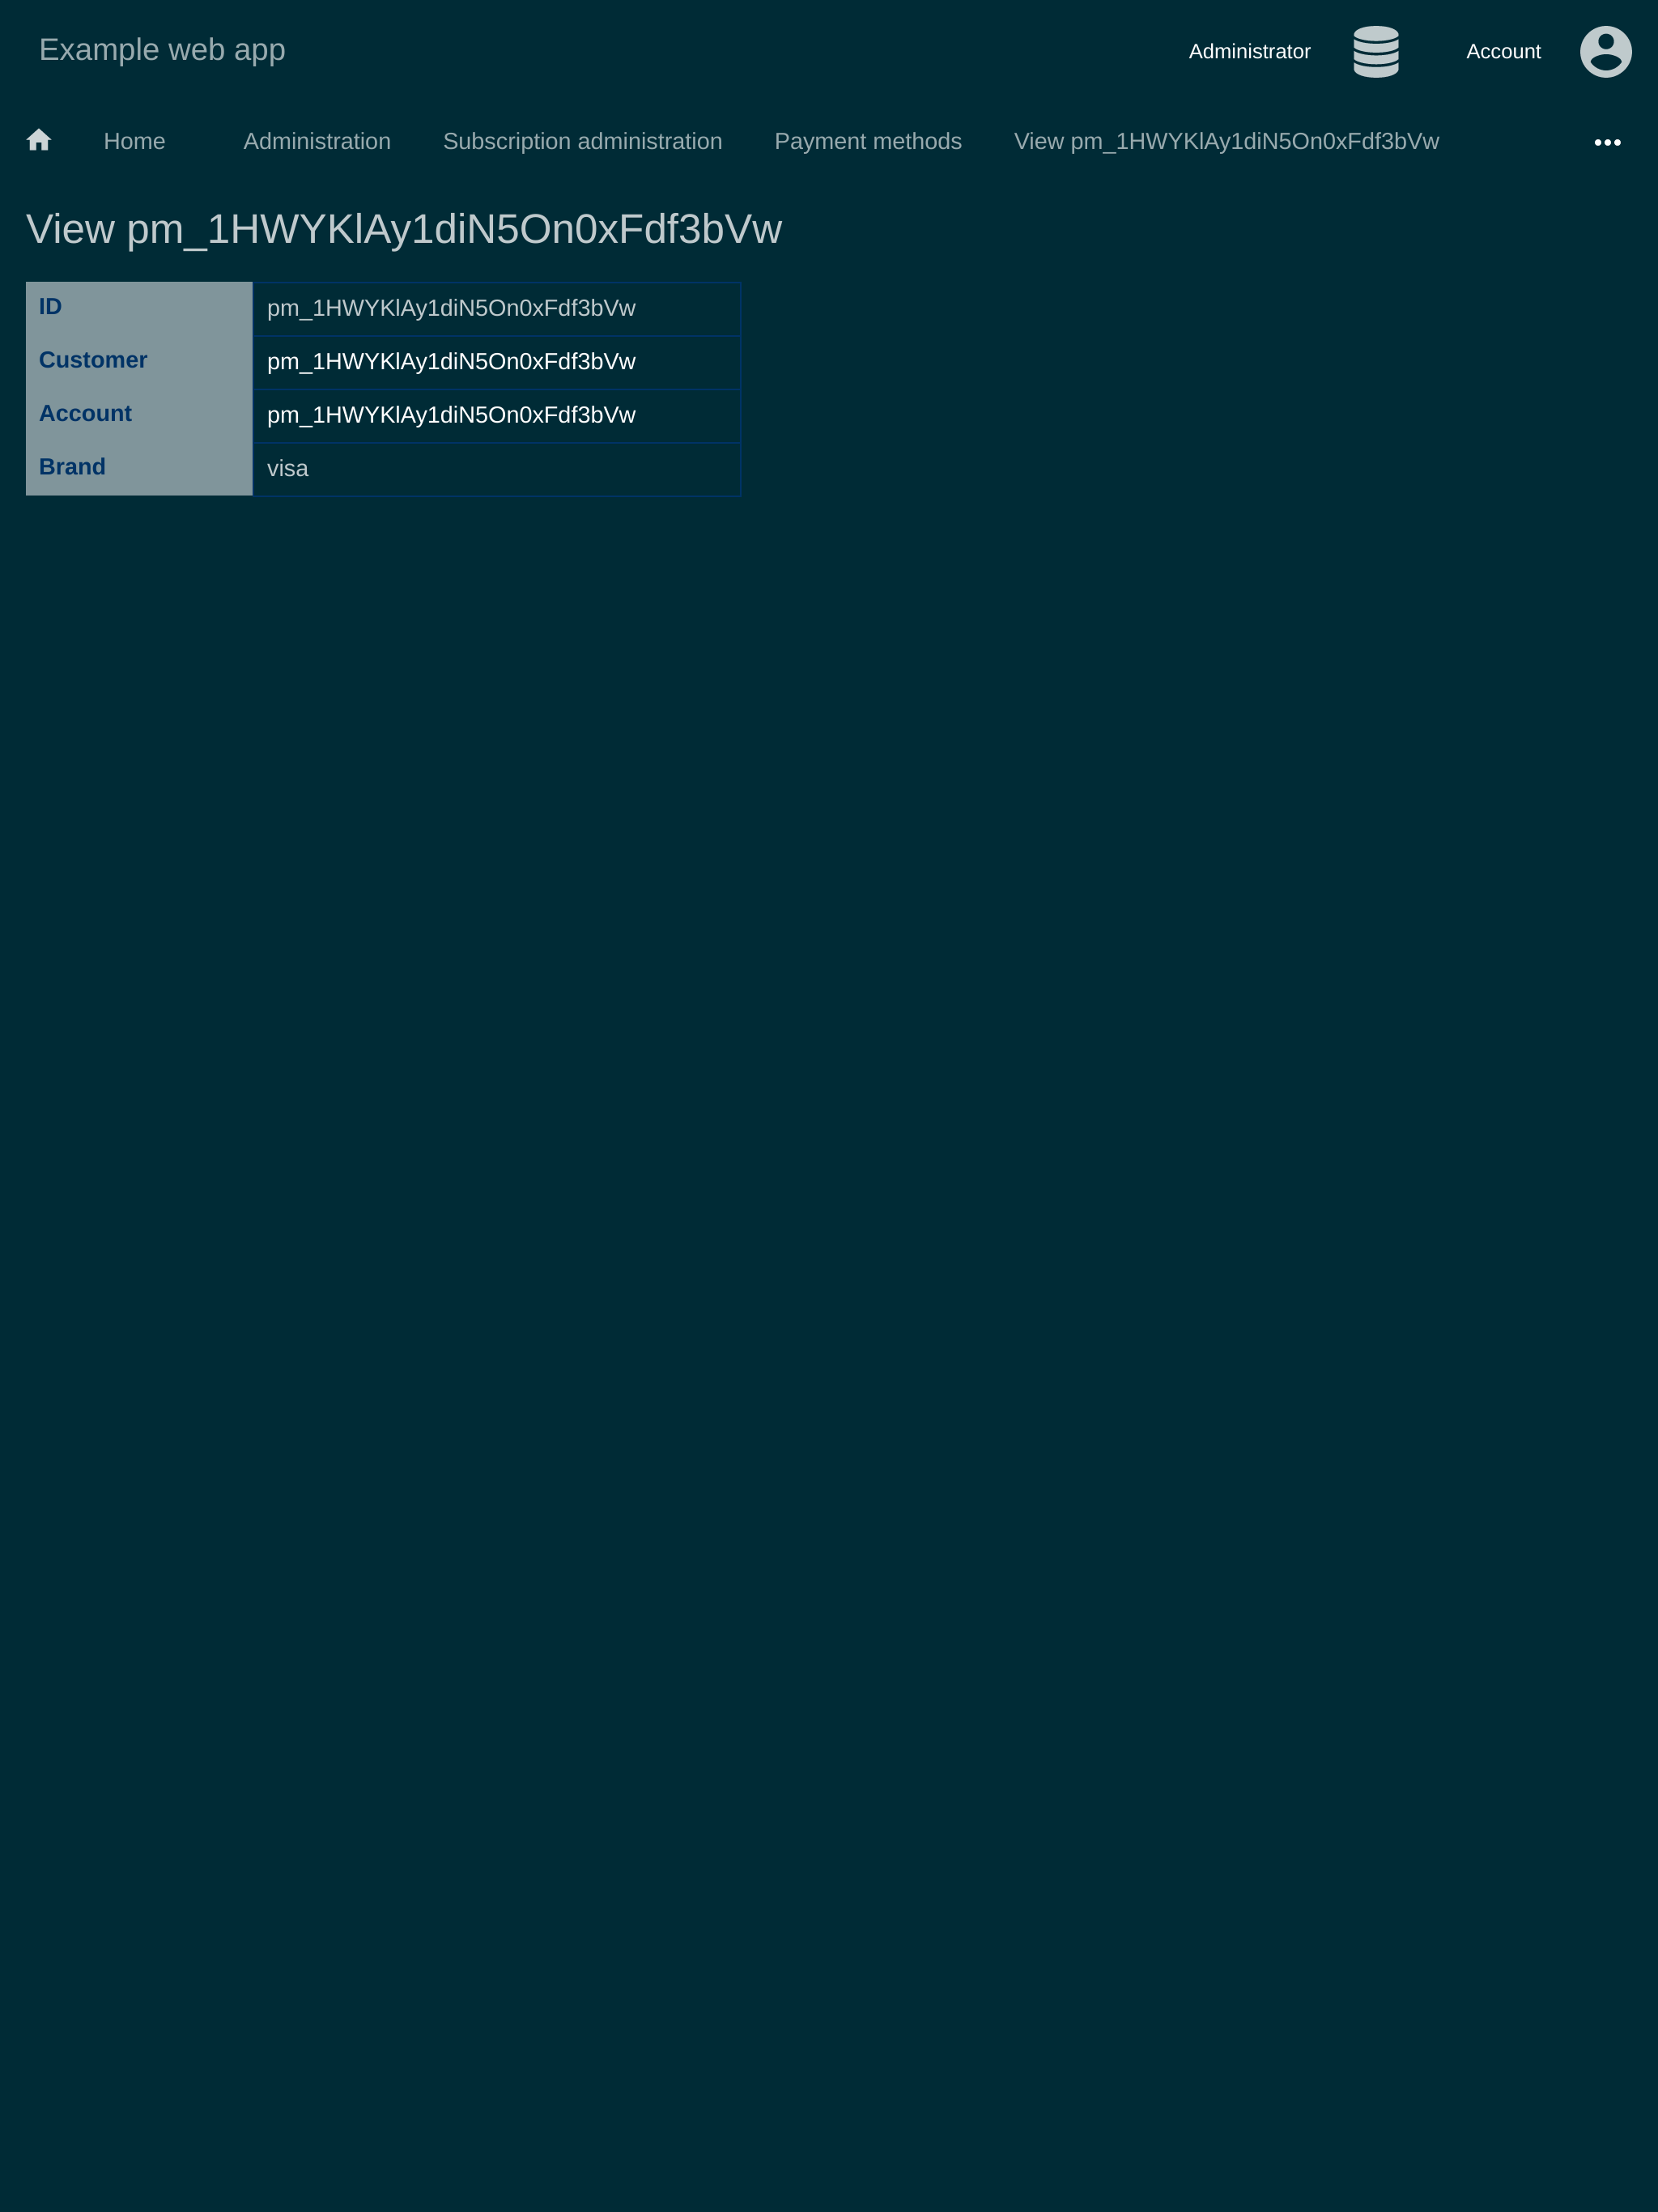 Example web app
Administrator
Account
Home Administration Subscription administration Payment methods View pm_1HWYKlAy1diN5On0xFdf3bVw
View pm_1HWYKlAy1diN5On0xFdf3bVw
ID pm_1HWYKlAy1diN5On0xFdf3bVw
Customer pm_1HWYKlAy1diN5On0xFdf3bVw
Account pm_1HWYKlAy1diN5On0xFdf3bVw
Brand visa